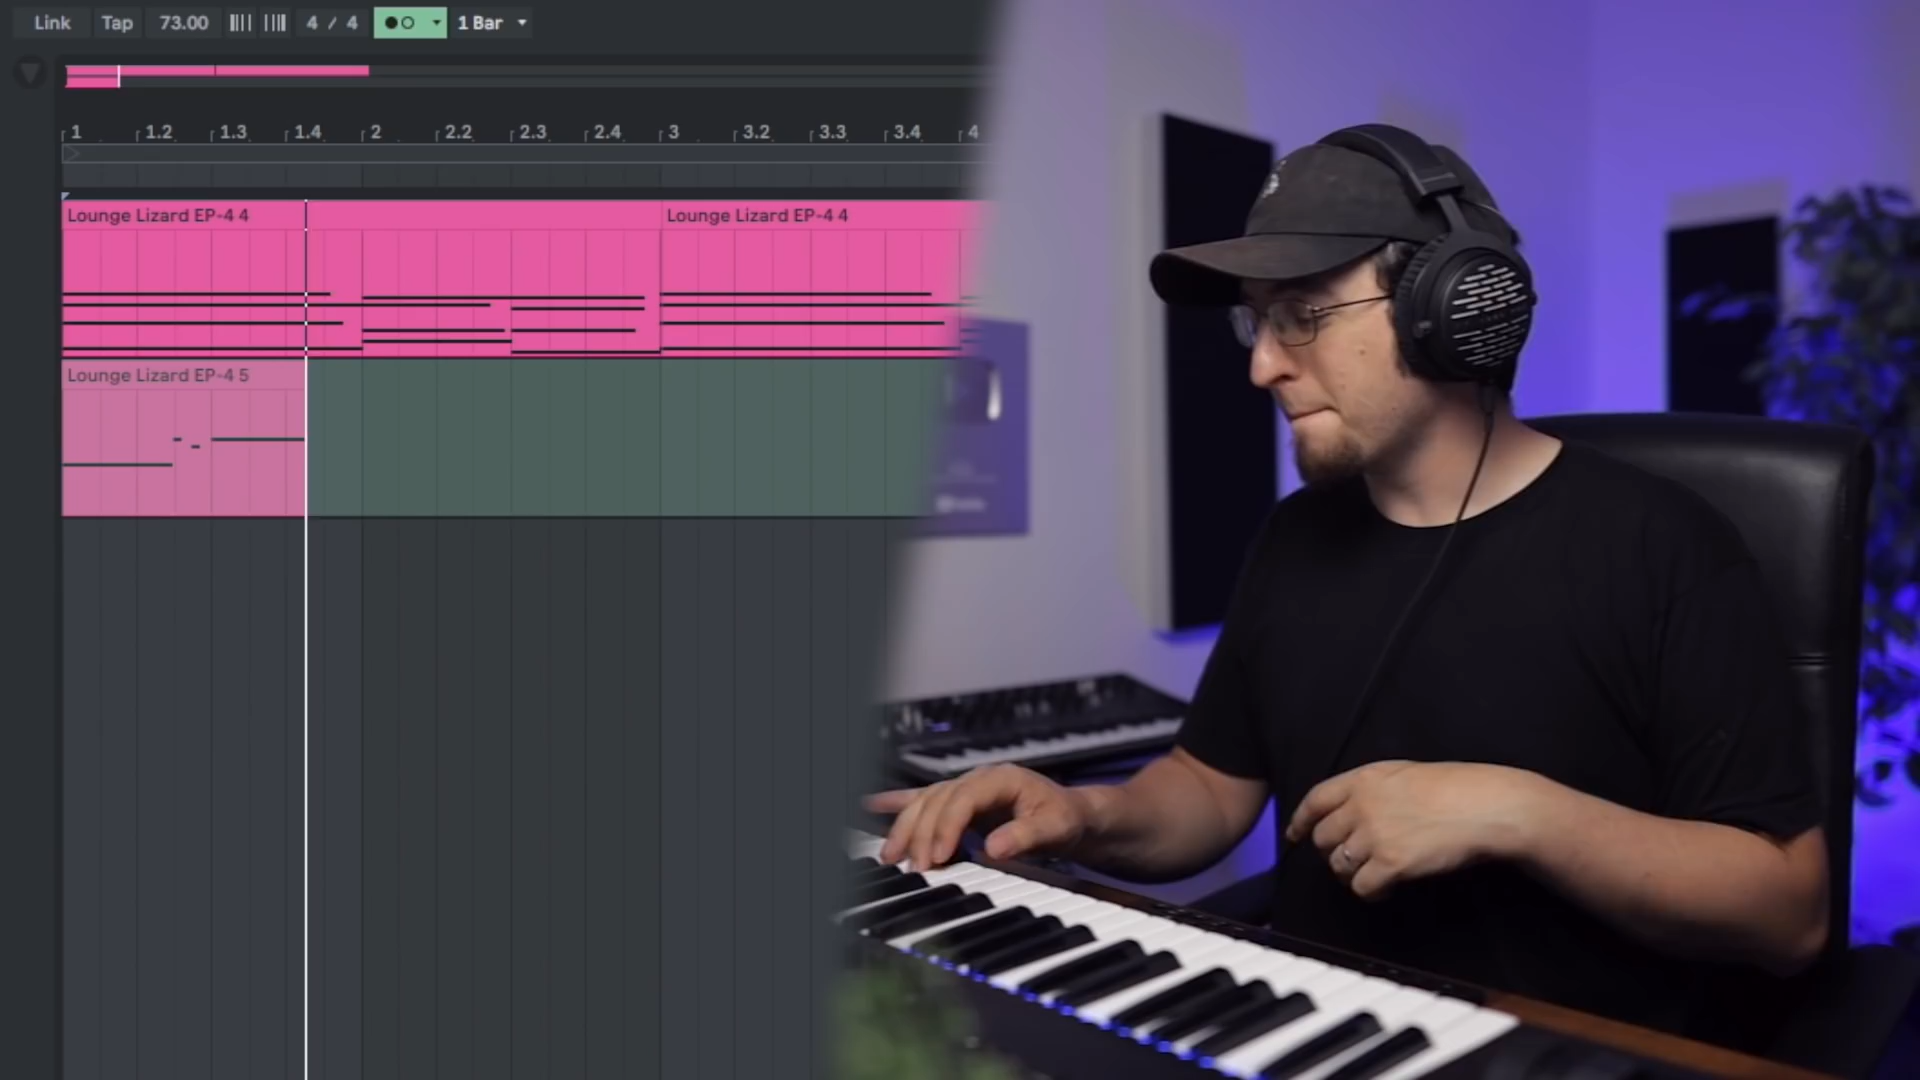 Link Tap 73.00 4 / 4 1 Bar
1 1.2 1.3 1.4 2 2.2 2.3 2.4 3 3.2 3.3 3.4 4
Lounge Lizard EP-4 4 Lounge Lizard EP-4 4
Lounge Lizard EP-4 5